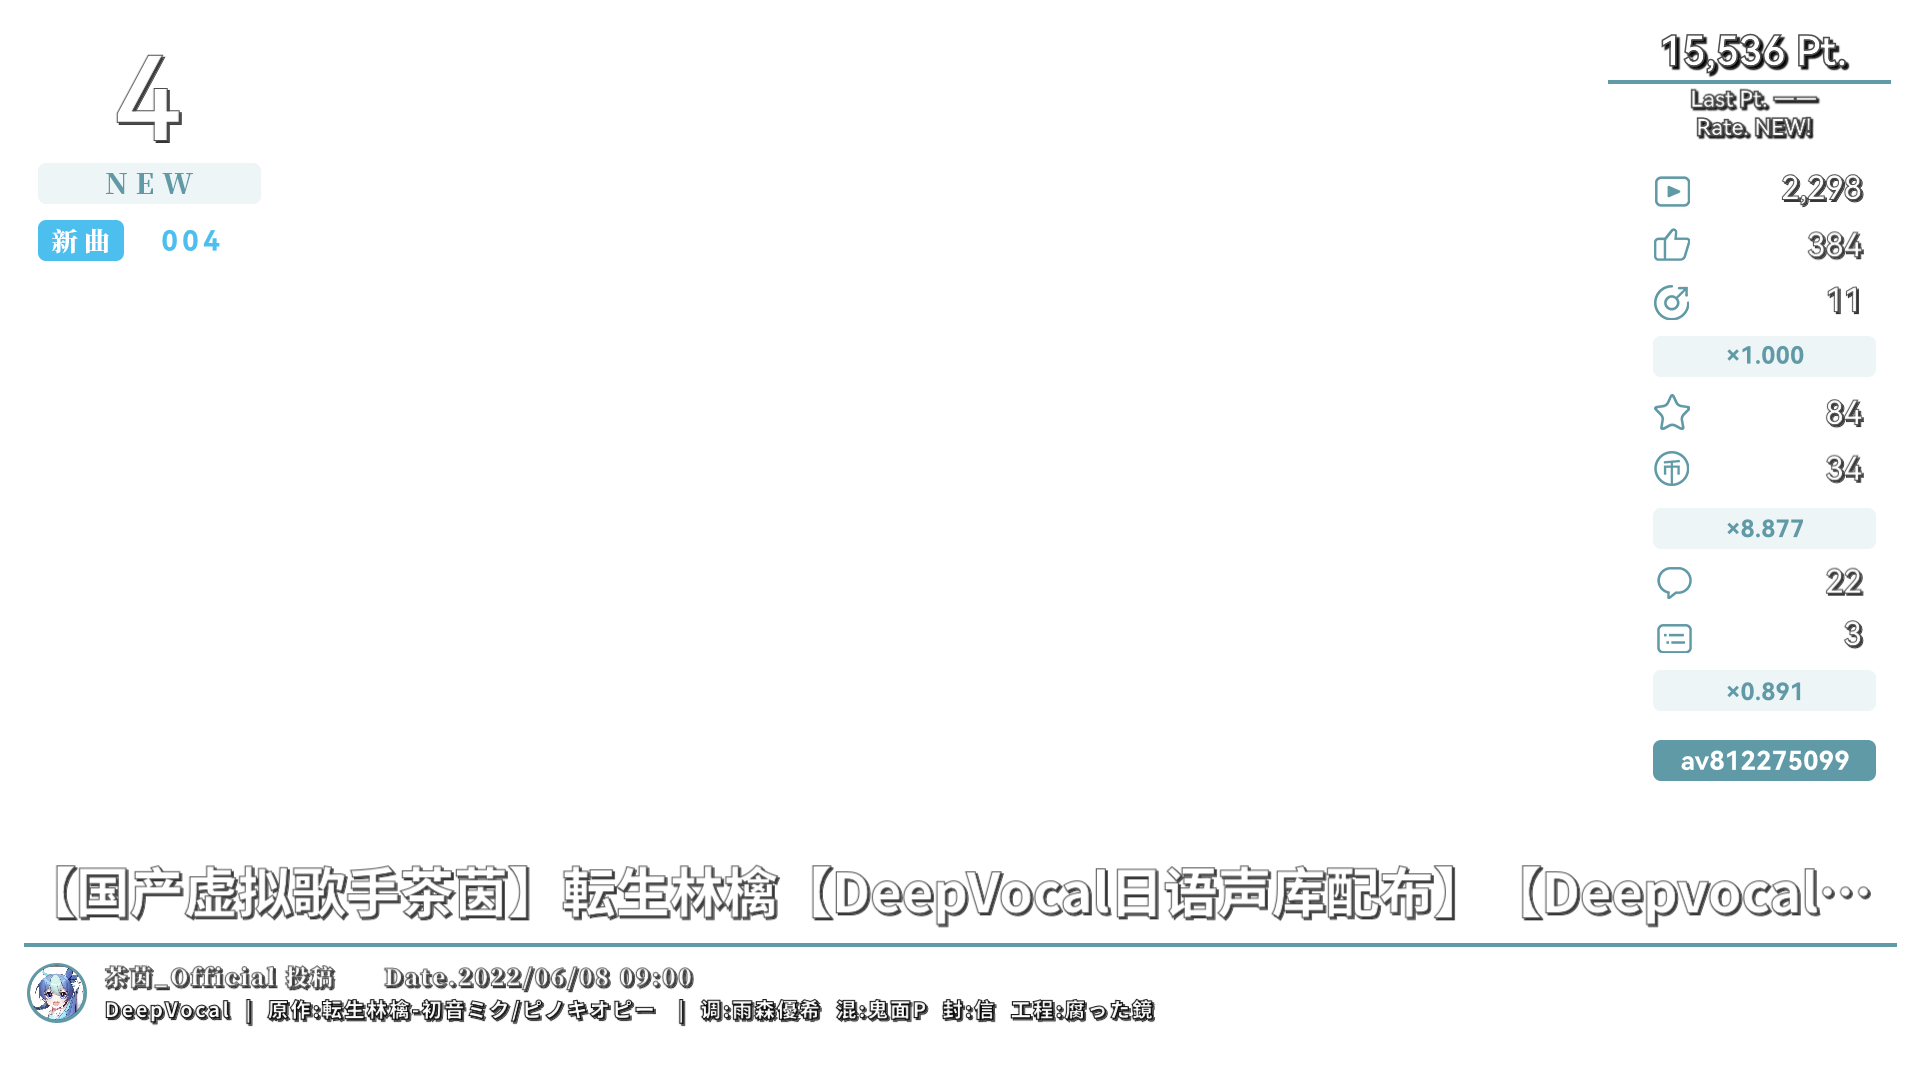 4
NEW
新曲 004
15,536 Pt.
Last Pt. ——
Rate. NEW!
2,298
384
11
×1.000
84
币 34
×8.877
22
3
×0.891
av812275099
【国产虚拟歌手茶茵】転生林檎【DeepVocal日语声库配布】 【Deepvocal…
茶茵_Official 投稿 Date.2022/06/08 09:00
DeepVocal | 原作:転生林檎-初音ミク/ピノキオピー | 调:雨森優希 混:鬼面P 封:信 工程:腐った鏡